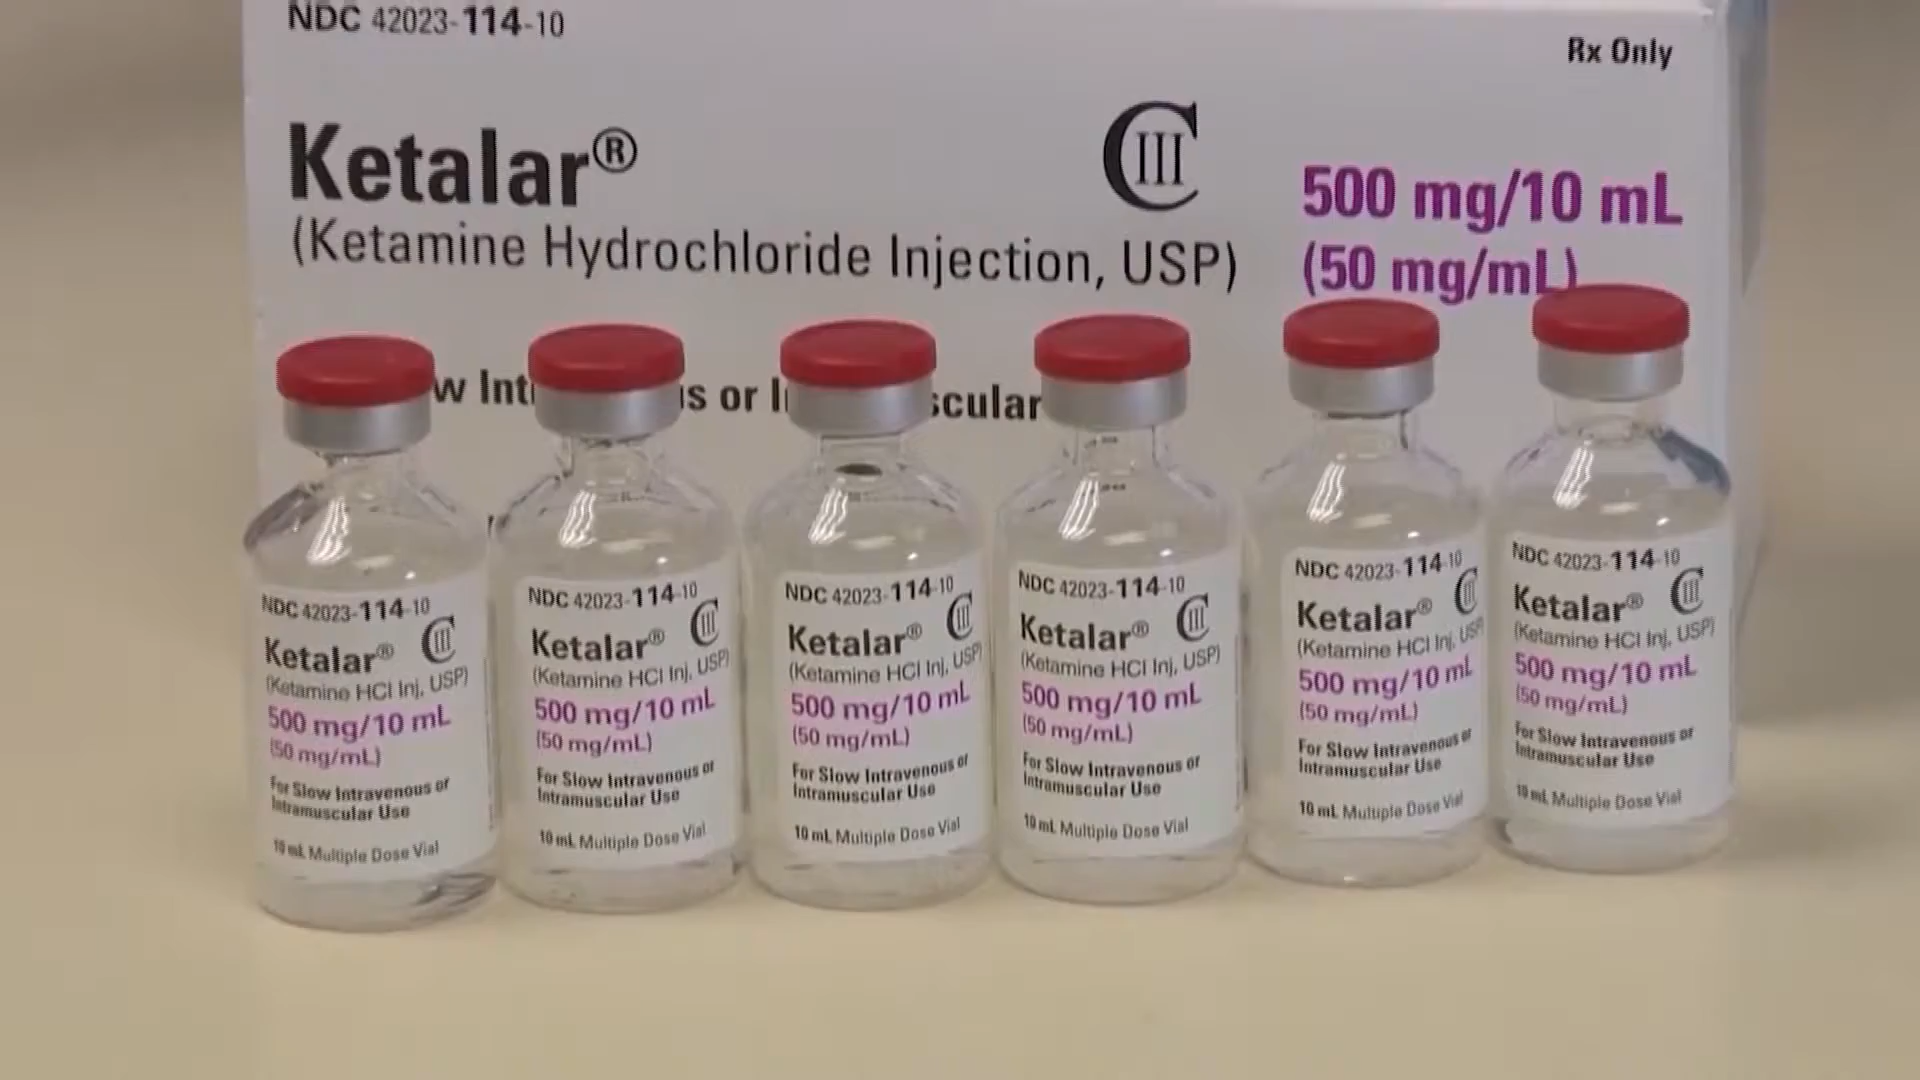 NDC 42023-114-10
Rx Only
Ketalar®
CIII
500 mg/10 mL
(Ketamine Hydrochloride Injection, USP)
(50 mg/mL)
or
NDC 42023-114-10
CIII
Ketalar®
(Ketamine HCl Inj, USP)
500 mg/10 mL
(50 mg/mL)
For Slow Intravenous or
Intramuscular Use
10 mL Multiple Dose Vial
NDC 42023-114-10
CIII
Ketalar®
(Ketamine HCl Inj, USP)
500 mg/10 mL
(50 mg/mL)
For Slow Intravenous or
Intramuscular Use
10 mL Multiple Dose Vial
NDC 42023-114-10
CIII
Ketalar®
(Ketamine HCl Inj, USP)
500 mg/10 mL
(50 mg/mL)
For Slow Intravenous or
Intramuscular Use
10 mL Multiple Dose Vial
NDC 42023-114-10
CIII
Ketalar®
(Ketamine HCl Inj, USP)
500 mg/10 mL
(50 mg/mL)
For Slow Intravenous or
Intramuscular Use
10 mL Multiple Dose Vial
NDC 42023-114-10
CIII
Ketalar®
(Ketamine HCl Inj, USP
500 mg/10 mL
(50 mg/mL)
For Slow Intravenous or
Intramuscular Use
10 mL Multiple Dose Vial
NDC 42023-114-10
CIII
Ketalar®
(Ketamine HCl Inj, USP)
500 mg/10 mL
(50 mg/mL)
For Slow Intravenous or
Intramuscular Use
10 mL Multiple Dose Vial